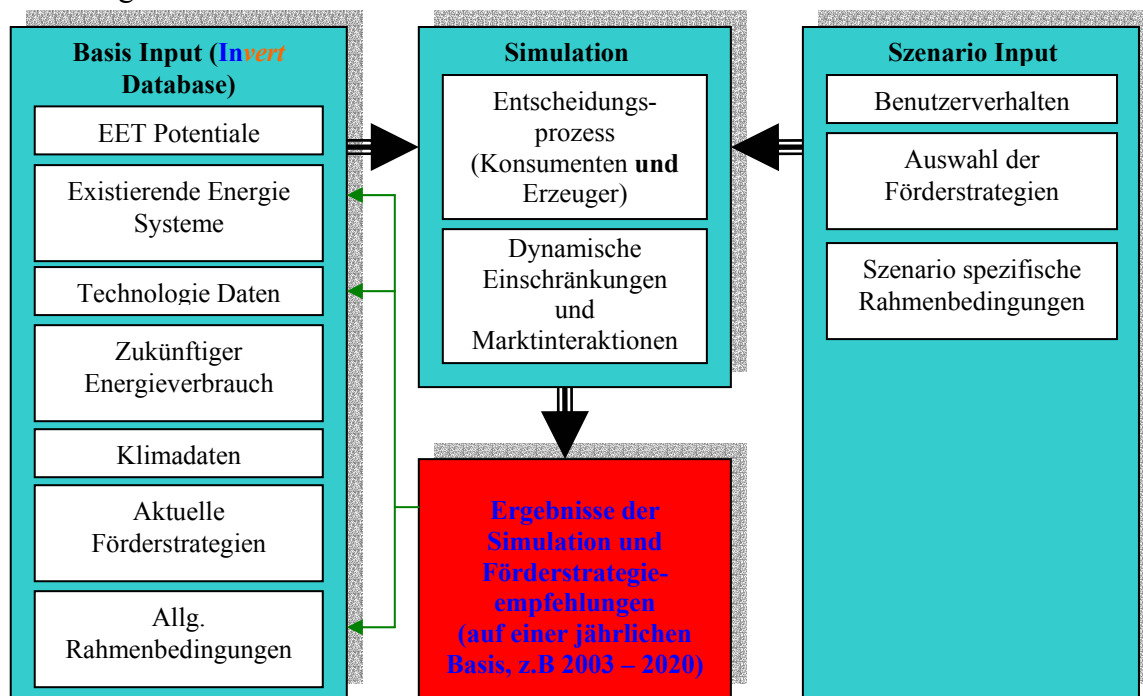 Basis Input (Invert
Database)
EET Potentiale
Existierende Energie
Systeme
Technologie Daten
Zukünftiger
Energieverbrauch
Klimadaten
Aktuelle
Förderstrategien
Allg.
Rahmenbedingungen
Simulation
Entscheidungs-
prozess
(Konsumenten und
Erzeuger)
Dynamische
Einschränkungen
und
Marktinteraktionen
Ergebnisse der
Simulation und
Förderstrategie-
empfehlungen
(auf einer jährlichen
Basis, z.B 2003 – 2020)
Szenario Input
Benutzerverhalten
Auswahl der
Förderstrategien
Szenario spezifische
Rahmenbedingungen